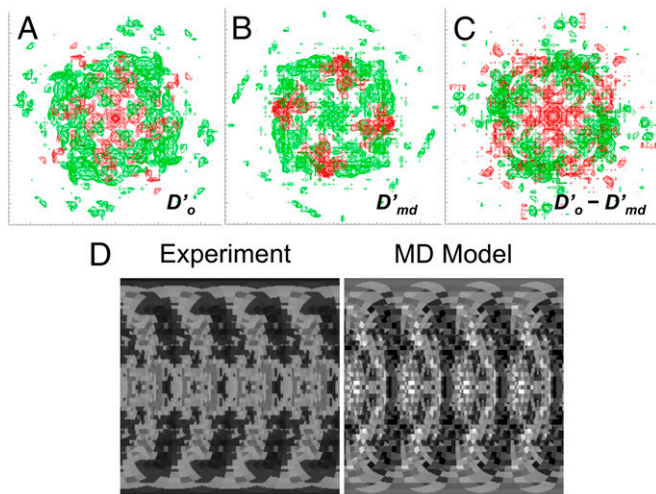 A
B
C
D'o
D'md
D'o − D'md
D
Experiment
MD Model